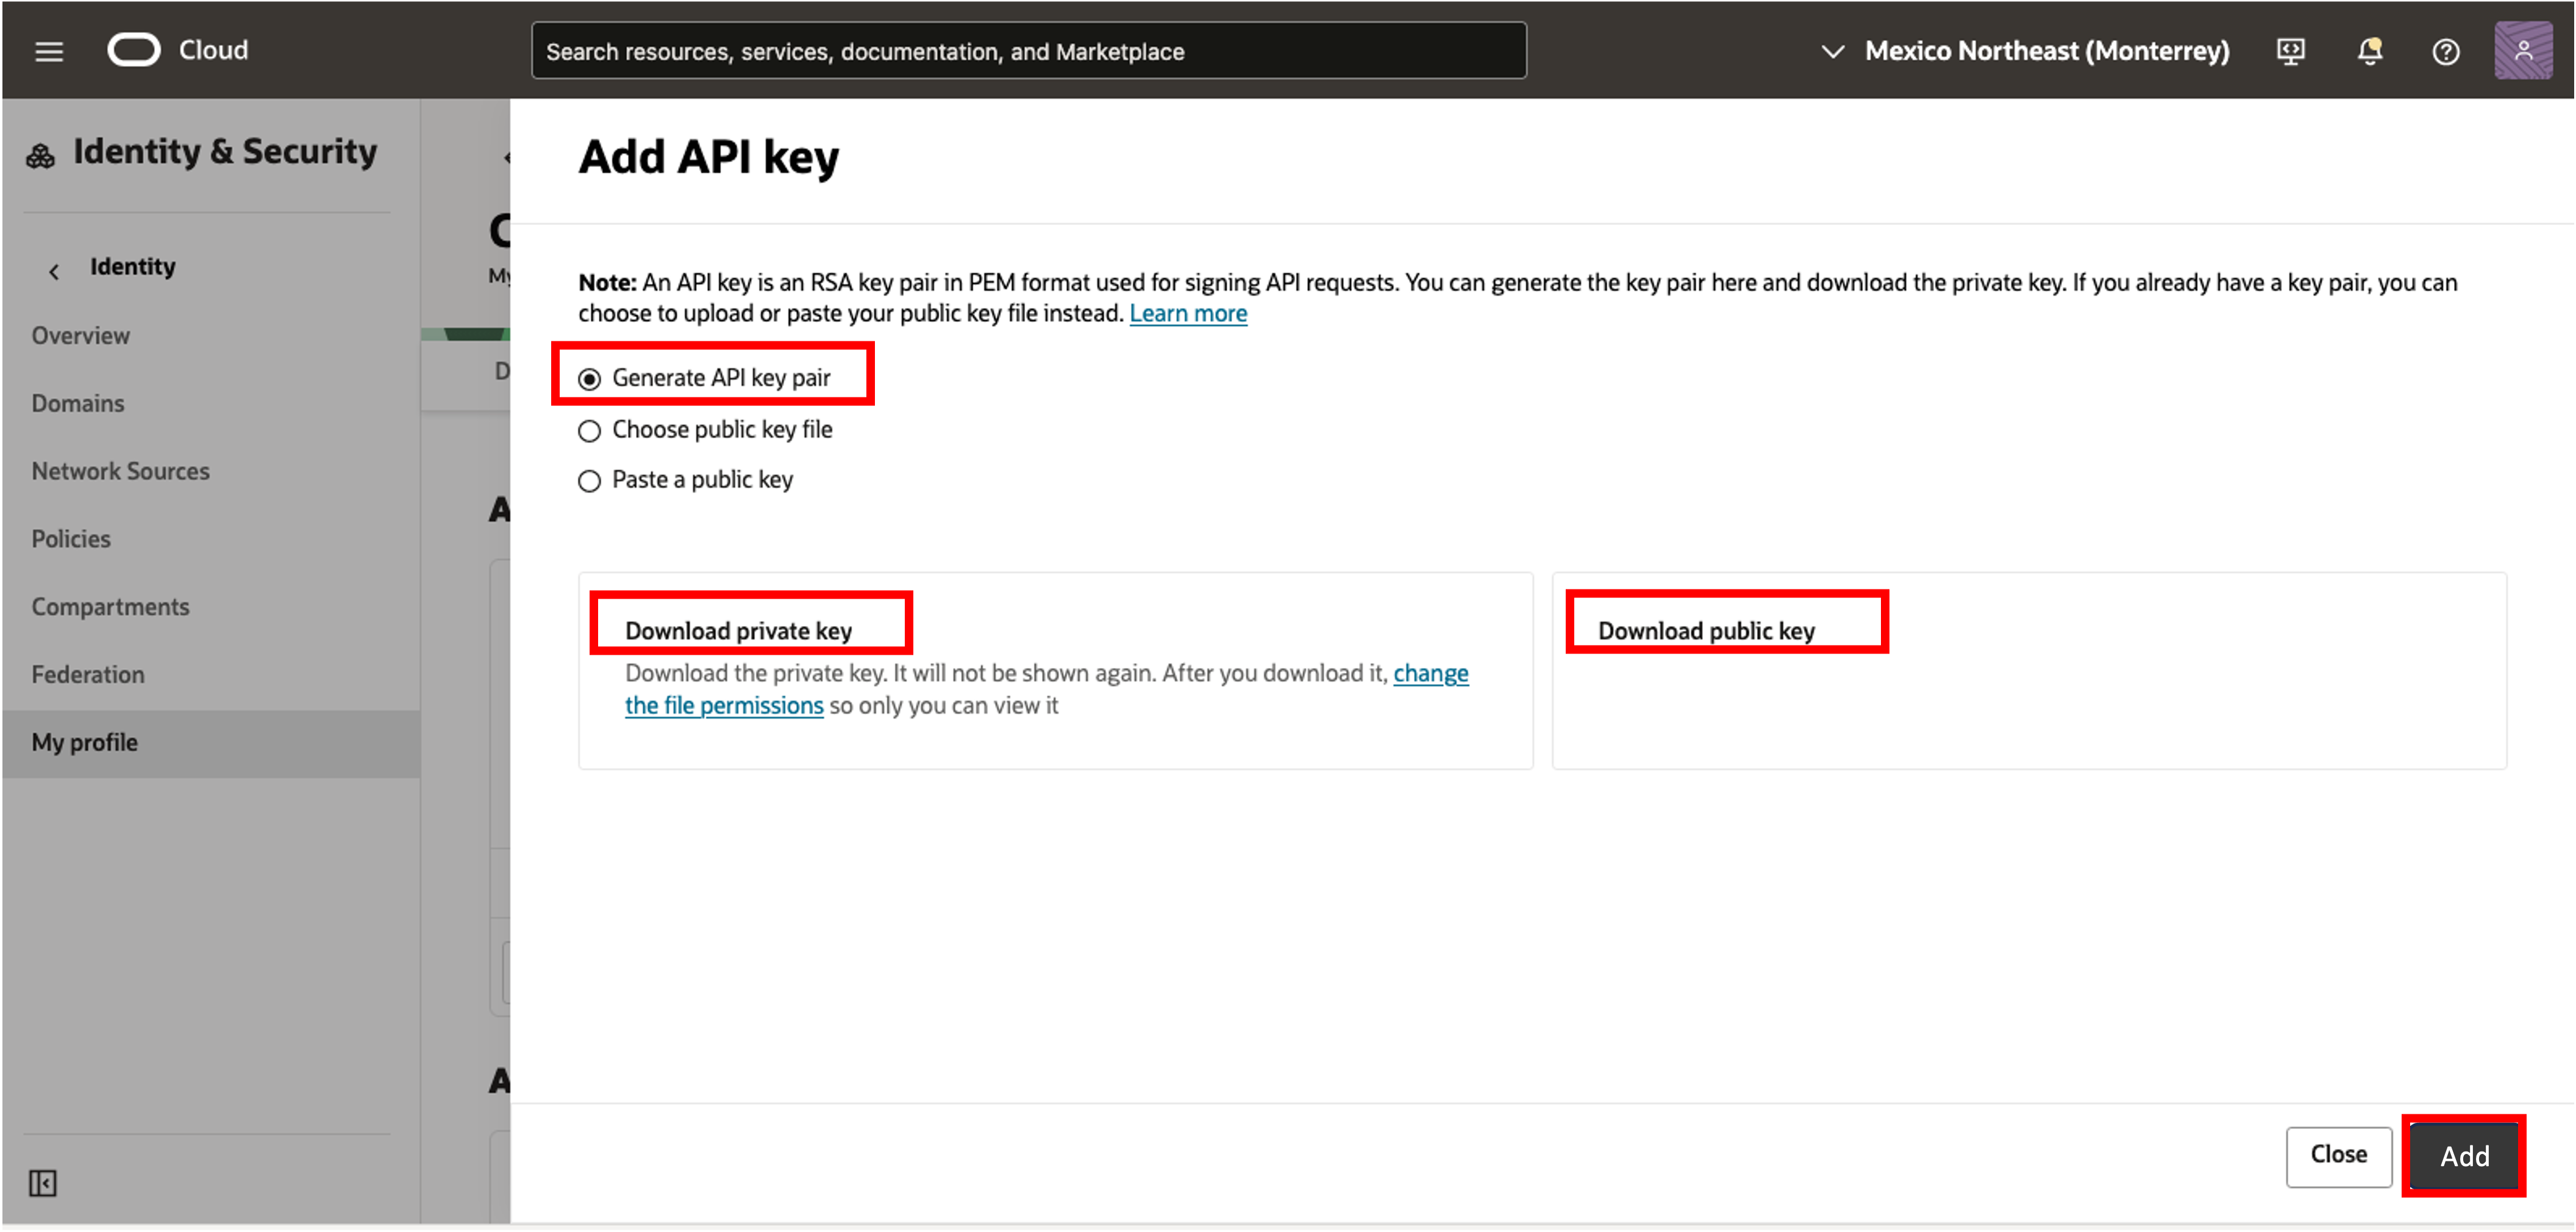 Cloud
Search resources, services, documentation, and Marketplace
Mexico Northeast (Monterrey)
Identity & Security
Identity
Overview
Domains
Network Sources
Policies
Compartments
Federation
My profile
Add API key
Note: An API key is an RSA key pair in PEM format used for signing API requests. You can generate the key pair here and download the private key. If you already have a key pair, you can
choose to upload or paste your public key file instead. Learn more
Generate API key pair
Choose public key file
Paste a public key
Download private key
Download the private key. It will not be shown again. After you download it, change
the file permissions so only you can view it
Download public key
Close
Add